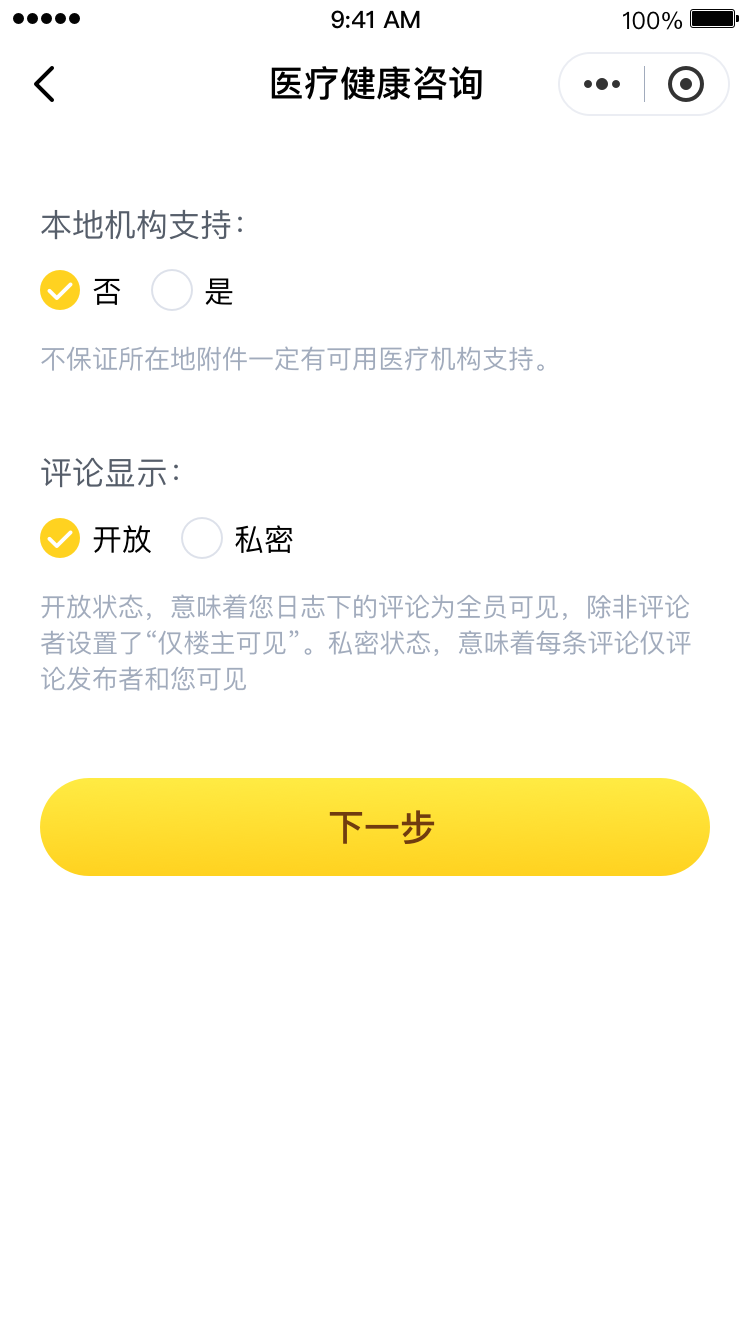 9:41 AM
100%
医疗健康咨询
本地机构支持：
否
是
不保证所在地附件一定有可用医疗机构支持。
评论显示：
开放
私密
开放状态，意味着您日志下的评论为全员可见，除非评论
者设置了“仅楼主可见”。私密状态，意味着每条评论仅评
论发布者和您可见
下一步